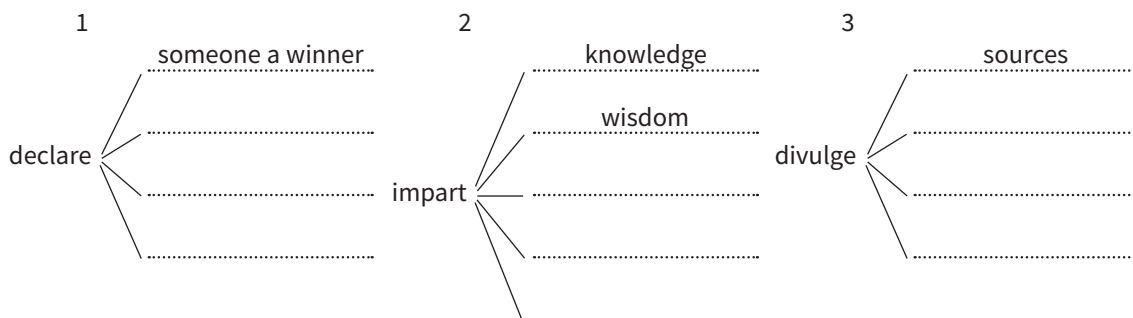 1
someone a winner
declare
2
knowledge
wisdom
impart
3
sources
divulge